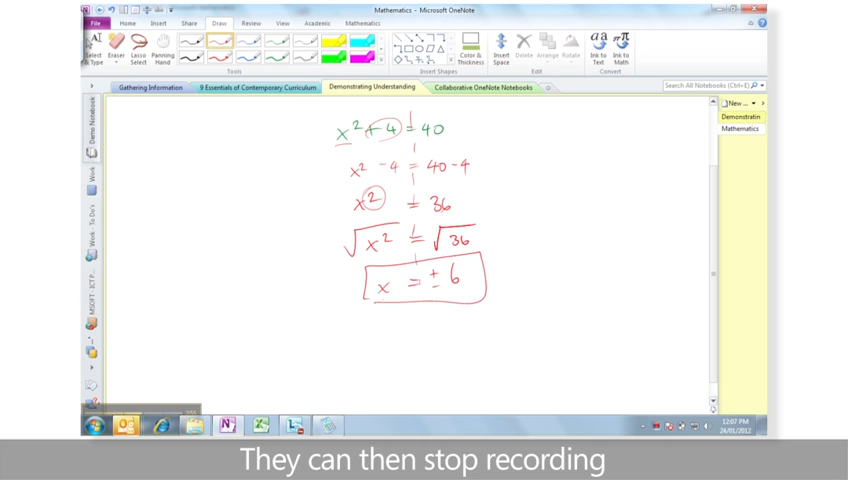 Mathematics - Microsoft OneNote
File Home Insert Share Draw Review View Academic Mathematics
Select & Type Eraser Lasso Select Panning Hand Color & Thickness Insert Space Delete Arrange Rotate Ink to Text Ink to Math
Tools Insert Shapes Edit Convert
Gathering Information 9 Essentials of Contemporary Curriculum Demonstrating Understanding Collaborative OneNote Notebooks Search All Notebooks (Ctrl+E)
New ...
Demonstratin
Mathematics
Demo Notebook
Work
Work - To Do's
MSOFT - ICT P
x² + 4 = 40
x² - 4 = 40 - 4
x² = 36
√x² = √36
x = ± 6
12:07 PM
24/01/2012
They can then stop recording